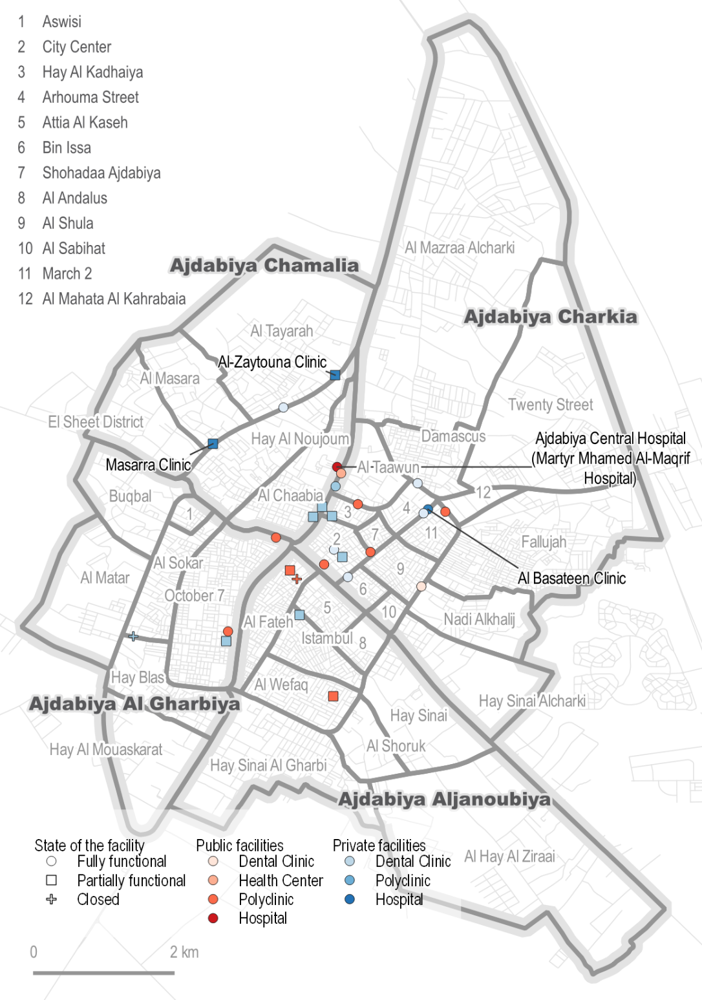 1 Aswisi
2 City Center
3 Hay Al Kadhaiya
4 Arhouma Street
5 Attia Al Kaseh
6 Bin Issa
7 Shohadaa Ajdabiya
8 Al Andalus
9 Al Shula
10 Al Sabihat
11 March 2
12 Al Mahata Al Kahrabaia
Al Mazraa Alcharki
Ajdabiya Chamalia
Ajdabiya Charkia
Al Tayarah
Al-Zaytouna Clinic
Al Masara
Twenty Street
El Sheet District
Hay Al Noujoum
Damascus
Ajdabiya Central Hospital
(Martyr Mhamed Al-Maqrif
Hospital)
Masarra Clinic
Al-Taawun
Buqbal
Al Chaabia
12
1
3
4
2
7
11
Fallujah
Al Sokar
9
Al Matar
Al Basateen Clinic
October 7
6
5
10
Al Fateh
Nadi Alkhalij
Istambul
8
Hay Blas
Al Wefaq
Ajdabiya Al Gharbiya
Hay Sinai Alcharki
Hay Sinai
Hay Al Mouaskarat
Al Shoruk
Hay Sinai Al Gharbi
Ajdabiya Aljanoubiya
Al Hay Al Ziraai
State of the facility
Fully functional
Partially functional
Closed
Public facilities
Dental Clinic
Health Center
Polyclinic
Hospital
Private facilities
Dental Clinic
Polyclinic
Hospital
0 2 km